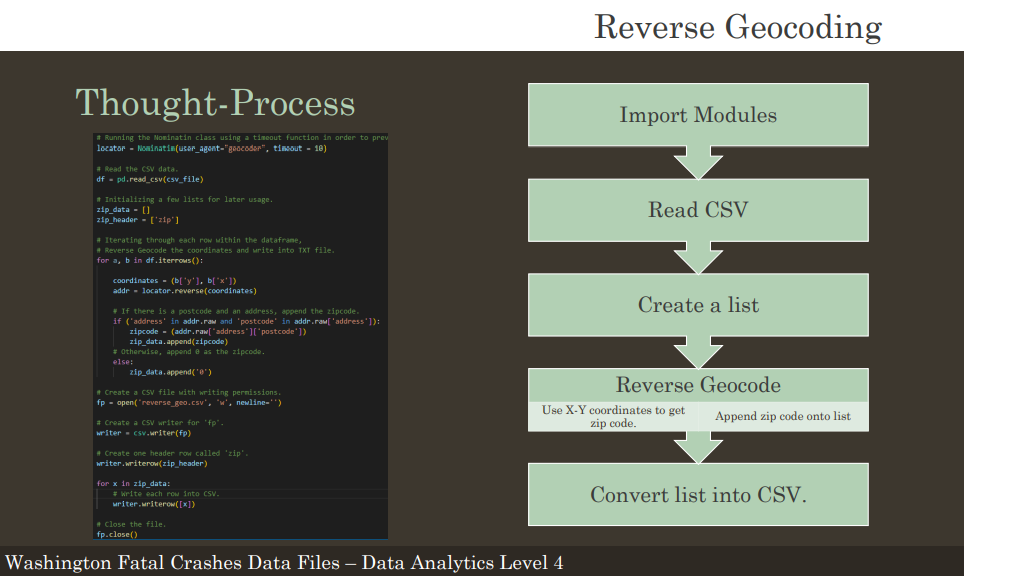 Reverse Geocoding
Thought-Process
# Running the Nominatin class using a timeout function in order to prev
locator = Nominatim(user_agent="geocoder", timeout = 10)
# Read the CSV data.
df = pd.read_csv(csv_file)
# Initializing a few lists for later usage.
zip_data = []
zip_header = ['zip']
# Iterating through each row within the dataframe,
# Reverse Geocode the coordinates and write into TXT file.
for a, b in df.iterrows():
coordinates = (b['y'], b['x'])
addr = locator.reverse(coordinates)
# If there is a postcode and an address, append the zipcode.
if ('address' in addr.raw and 'postcode' in addr.raw['address']):
zipcode = (addr.raw['address']['postcode'])
zip_data.append(zipcode)
# Otherwise, append 0 as the zipcode.
else:
zip_data.append('0')
# Create a CSV file with writing permissions.
fp = open('reverse_geo.csv', 'w', newline='')
# Create a CSV writer for 'fp'.
writer = csv.writer(fp)
# Create one header row called 'zip'.
writer.writerow(zip_header)
for x in zip_data:
# Write each row into CSV.
writer.writerow([x])
# Close the file.
fp.close()
Import Modules
Read CSV
Create a list
Reverse Geocode
Use X-Y coordinates to get
zip code.
Append zip code onto list
Convert list into CSV.
Washington Fatal Crashes Data Files – Data Analytics Level 4